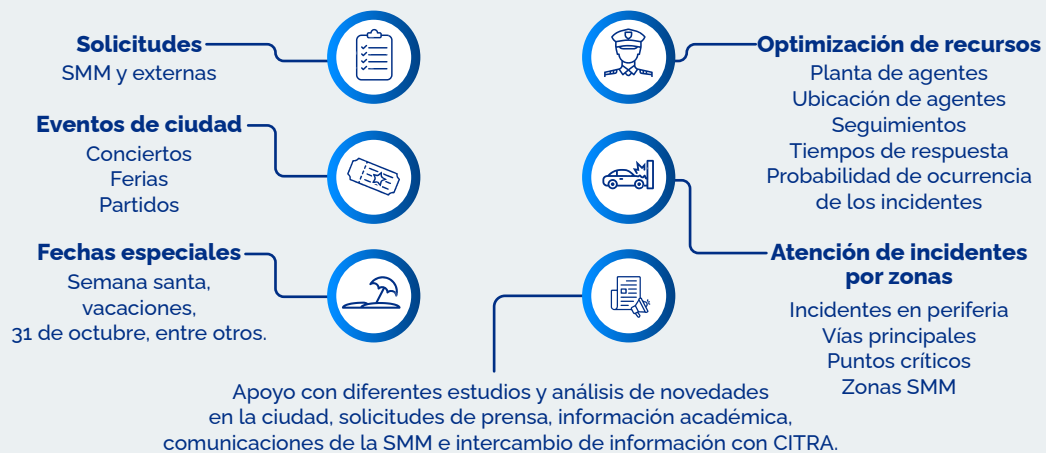 Solicitudes
SMM y externas
Eventos de ciudad
Conciertos
Ferias
Partidos
Fechas especiales
Semana santa,
vacaciones,
31 de octubre, entre otros.
Optimización de recursos
Planta de agentes
Ubicación de agentes
Seguimientos
Tiempos de respuesta
Probabilidad de ocurrencia
de los incidentes
Atención de incidentes
por zonas
Incidentes en periferia
Vías principales
Puntos críticos
Zonas SMM
Apoyo con diferentes estudios y análisis de novedades
en la ciudad, solicitudes de prensa, información académica,
comunicaciones de la SMM e intercambio de información con CITRA.